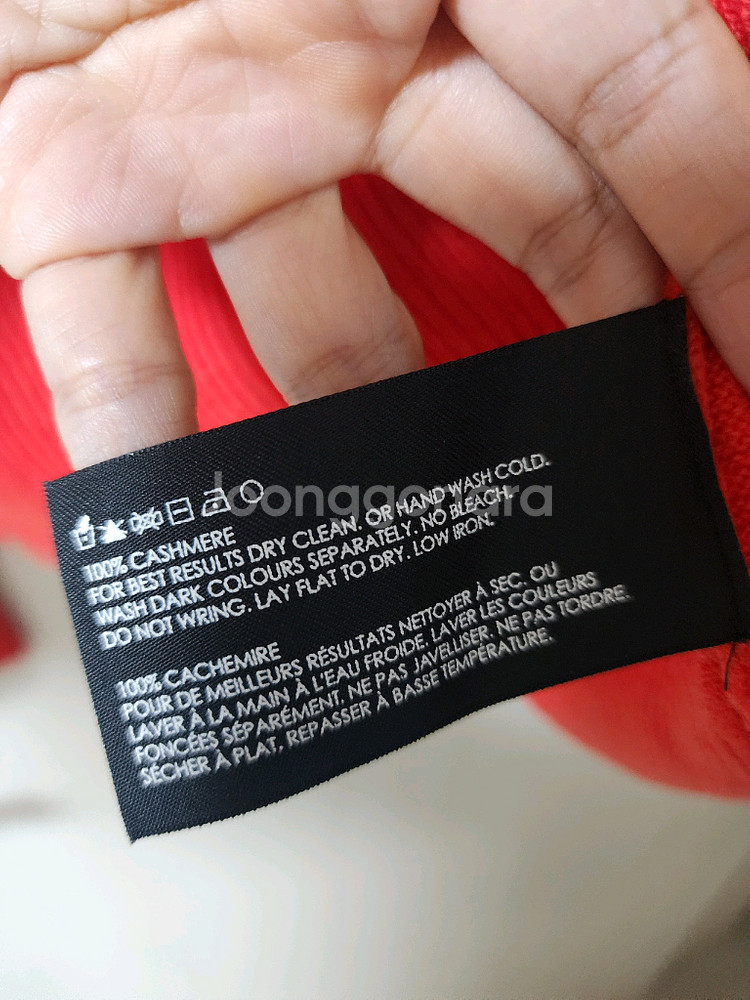 joonggonara
100% CASHMERE
FOR BEST RESULTS DRY CLEAN. OR HAND WASH COLD.
WASH DARK COLOURS SEPARATELY. NO BLEACH.
DO NOT WRING. LAY FLAT TO DRY. LOW IRON.
100% CACHEMIRE
POUR DE MEILLEURS RÉSULTATS NETTOYER À SEC. OU
LAVER À LA MAIN À L'EAU FROIDE. LAVER LES COULEURS
FONCÉES SÉPARÉMENT. NE PAS JAVELLISER. NE PAS TORDRE.
SÉCHER À PLAT, REPASSER À BASSE TEMPÉRATURE.